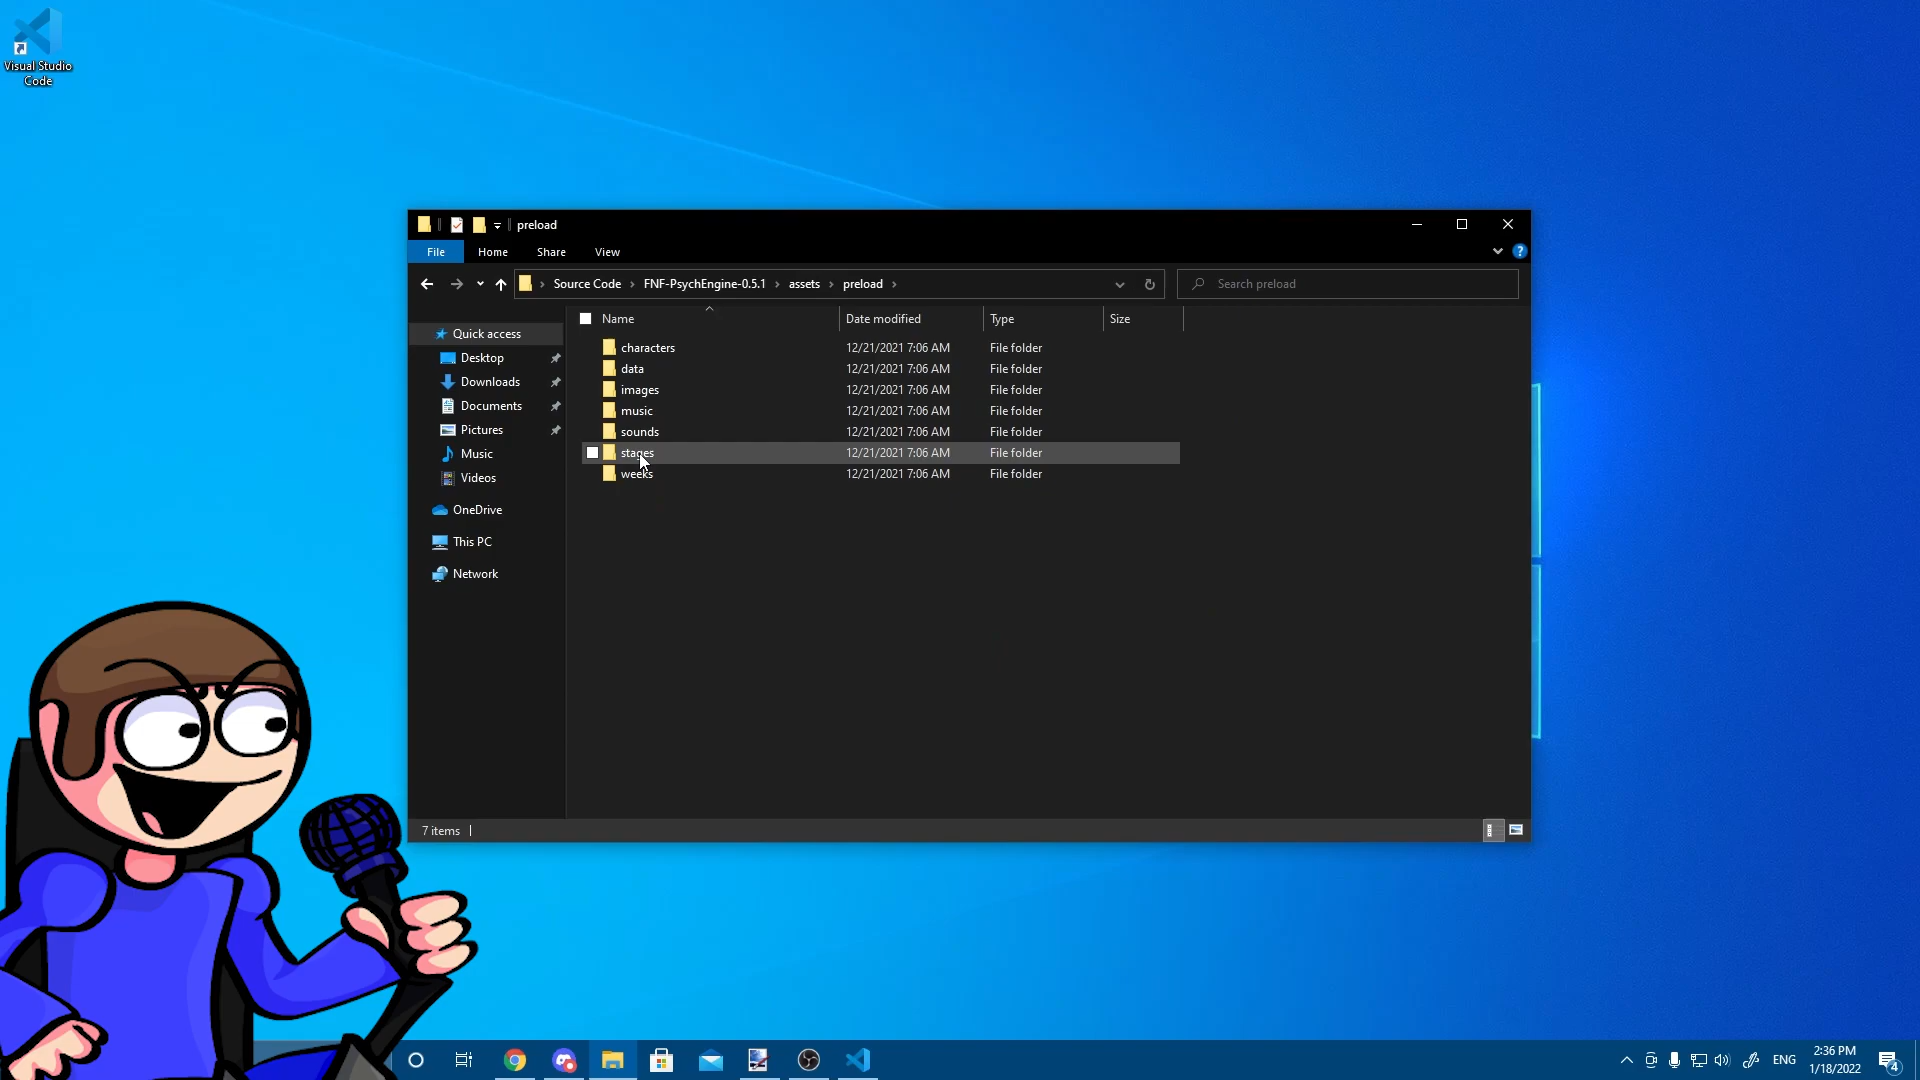 Visual Studio
Code
preload
File Home Share View
Source Code FNF-PsychEngine-0.5.1 assets preload
Search preload
Name Date modified Type Size
Quick access
Desktop
Downloads
Documents
Pictures
Music
Videos
OneDrive
This PC
Network
characters 12/21/2021 7:06 AM File folder
data 12/21/2021 7:06 AM File folder
images 12/21/2021 7:06 AM File folder
music 12/21/2021 7:06 AM File folder
sounds 12/21/2021 7:06 AM File folder
stages 12/21/2021 7:06 AM File folder
weeks 12/21/2021 7:06 AM File folder
7 items
ENG
2:36 PM
1/18/2022
4